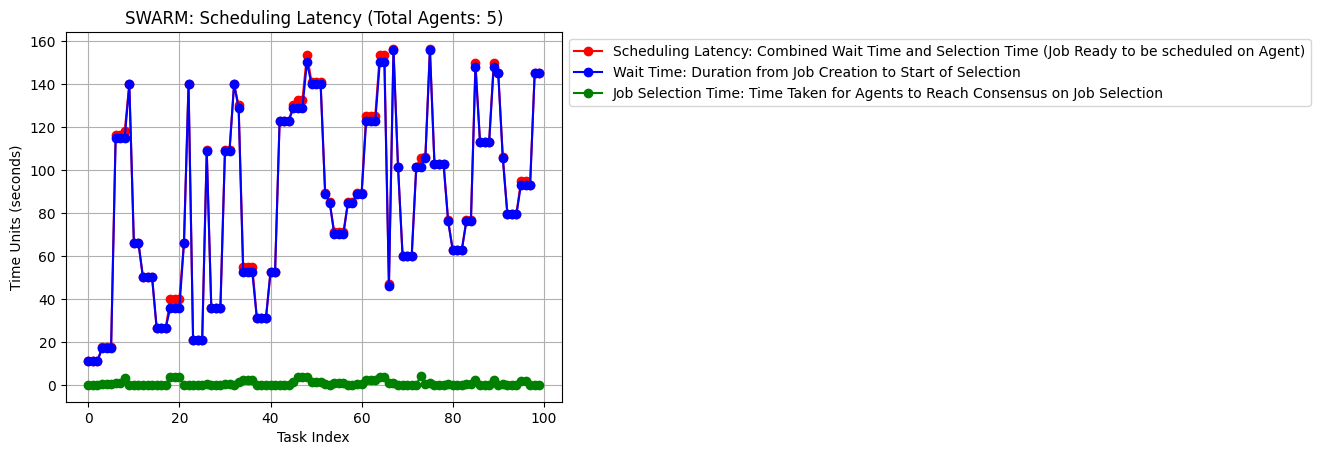 SWARM: Scheduling Latency (Total Agents: 5)
Scheduling Latency: Combined Wait Time and Selection Time (Job Ready to be scheduled on Agent)
Wait Time: Duration from Job Creation to Start of Selection
Job Selection Time: Time Taken for Agents to Reach Consensus on Job Selection
Time Units (seconds)
160
140
120
100
80
60
40
20
0
0 20 40 60 80 100
Task Index